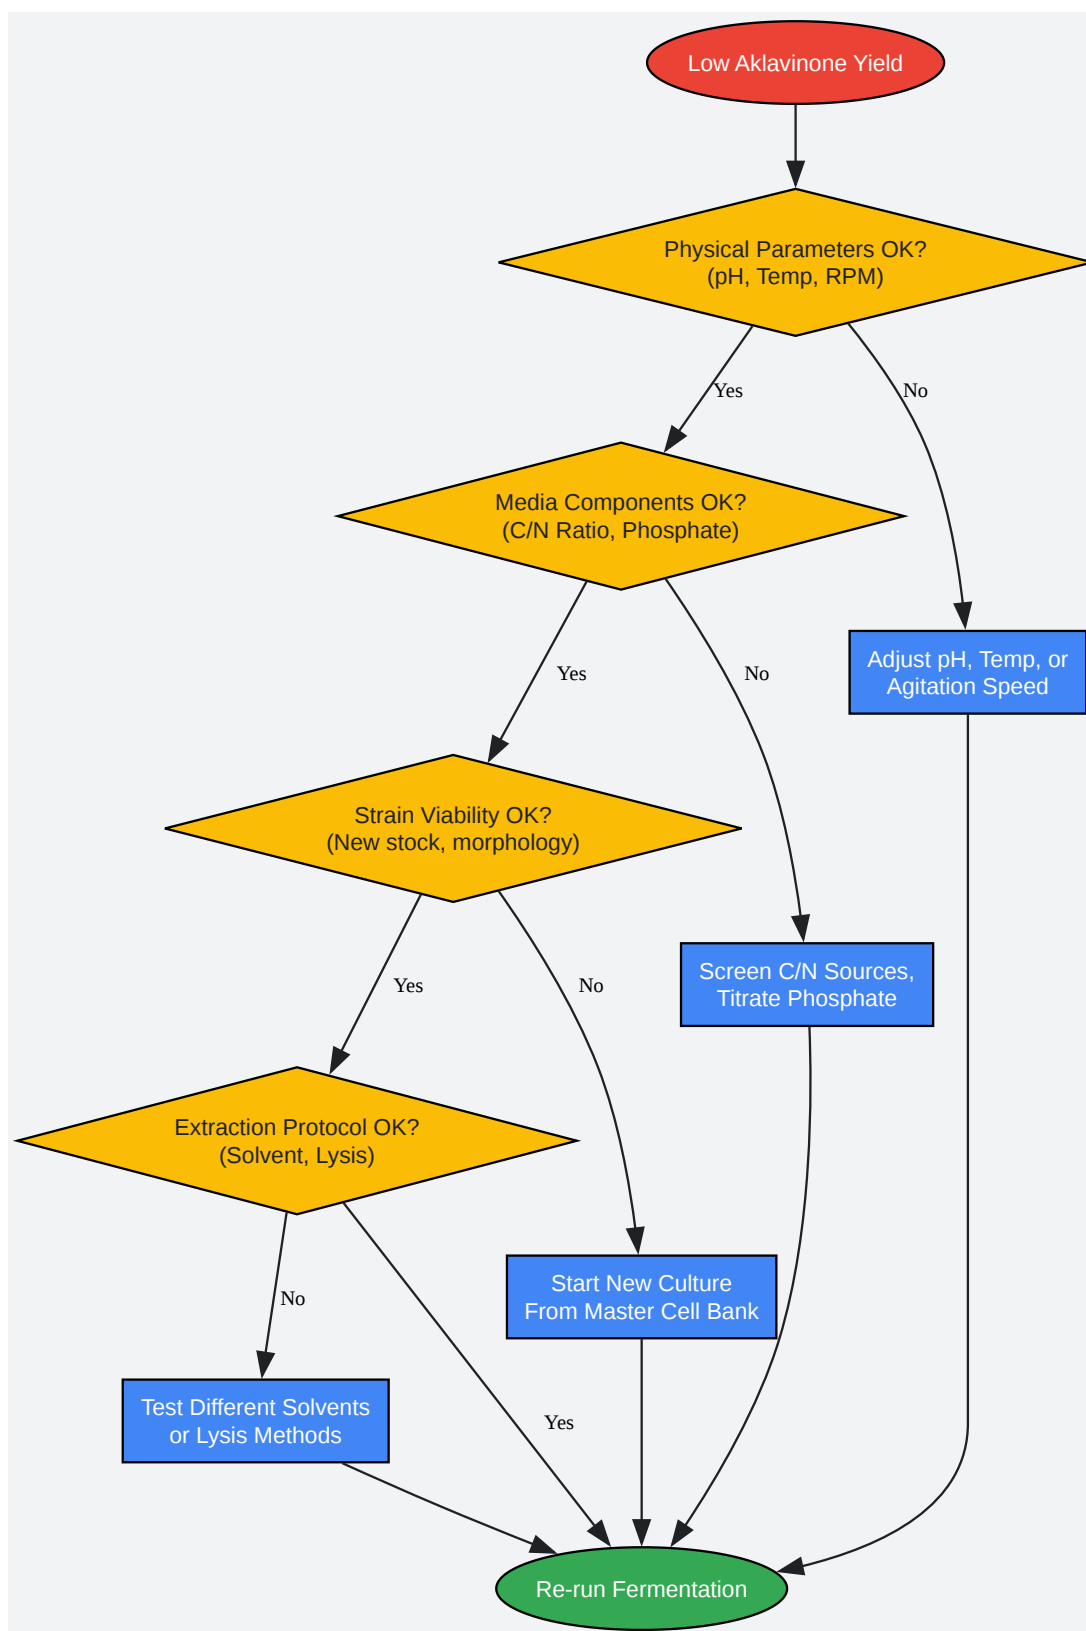 Low Aklavinone Yield
Physical Parameters OK?
(pH, Temp, RPM)
Yes
No
Media Components OK?
(C/N Ratio, Phosphate)
Yes
No
Adjust pH, Temp, or
Agitation Speed
Strain Viability OK?
(New stock, morphology)
Yes
No
Screen C/N Sources,
Titrate Phosphate
Extraction Protocol OK?
(Solvent, Lysis)
No
Yes
Start New Culture
From Master Cell Bank
Test Different Solvents
or Lysis Methods
Re-run Fermentation